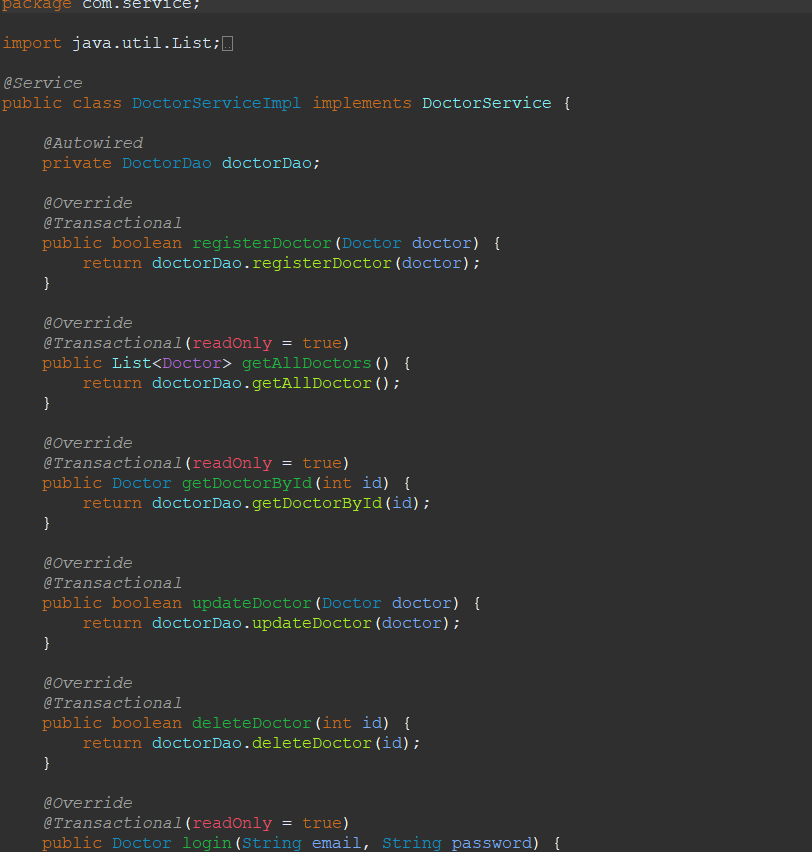 package com.service;
import java.util.List;
@Service
public class DoctorServiceImpl implements DoctorService {
@Autowired
private DoctorDao doctorDao;
@Override
@Transactional
public boolean registerDoctor(Doctor doctor) {
return doctorDao.registerDoctor(doctor);
}
@Override
@Transactional(readOnly = true)
public List<Doctor> getAllDoctors() {
return doctorDao.getAllDoctor();
}
@Override
@Transactional(readOnly = true)
public Doctor getDoctorById(int id) {
return doctorDao.getDoctorById(id);
}
@Override
@Transactional
public boolean updateDoctor(Doctor doctor) {
return doctorDao.updateDoctor(doctor);
}
@Override
@Transactional
public boolean deleteDoctor(int id) {
return doctorDao.deleteDoctor(id);
}
@Override
@Transactional(readOnly = true)
public Doctor login(String email, String password) {